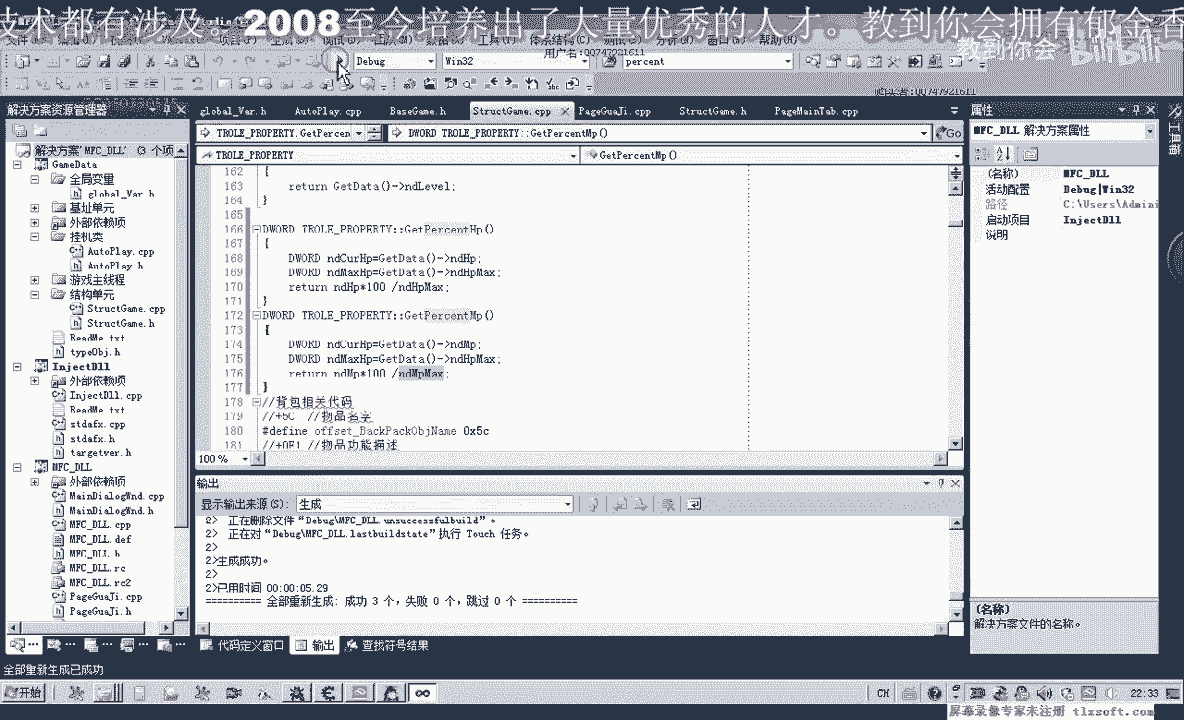 技术都有涉及。2008至今培养出了大量优秀的人才。教到你会拥有郁金香
教到你会
bilibili
用户名:QQ747921611
Debug
Win32
percent
QQ747921611
解决方案资源管理器
global_Var.h
AutoPlay.cpp
BaseGame.h
StructGame.cpp
PageGuaJi.cpp
StructGame.h
PageMainTab.cpp
属性
工具箱
TROLE_PROPERTY.GetPercen
DWORD TROLE_PROPERTY::GetPercentMp()
Go
MFC_DLL 解决方案属性
TROLE_PROPERTY
GetPercentMp()
解决方案'MFC_DLL' (3 个项
GameData
全局变量
global_Var.h
基址单元
外部依赖项
挂机类
AutoPlay.cpp
AutoPlay.h
游戏主线程
结构单元
StructGame.cpp
StructGame.h
ReadMe.txt
typeObj.h
InjectDll
外部依赖项
InjectDll.cpp
ReadMe.txt
stdafx.cpp
stdafx.h
targetver.h
MFC_DLL
外部依赖项
MainDialogWnd.cpp
MainDialogWnd.h
MFC_DLL.cpp
MFC_DLL.def
MFC_DLL.h
MFC_DLL.rc
MFC_DLL.rc2
PageGuaJi.cpp
PageGuaJi.h
162 {
163 return GetData()->ndLevel;
164 }
165
166 DWORD TROLE_PROPERTY::GetPercentHp()
167 {
168 DWORD ndCurHp=GetData()->ndHp;
169 DWORD ndMaxHp=GetData()->ndHpMax;
170 return ndHp*100 /ndHpMax;
171 }
172 DWORD TROLE_PROPERTY::GetPercentMp()
173 {
174 DWORD ndCurHp=GetData()->ndMp;
175 DWORD ndMaxHp=GetData()->ndHpMax;
176 return ndMp*100 /ndMpMax;
177 }
178 //背包相关代码
179 //+5C //物品名字
180 #define offset_BackPackObjName 0x5c
181 //+0F1 //物品功能描述
100 %
(名称) MFC_DLL
活动配置 Debug|Win32
路径 C:\Users\Admini
启动项目 InjectDll
说明
输出
显示输出来源(S): 生成
2> 正在删除文件“Debug\MFC_DLL.unsuccessfulbuild”。
2> 正在对“Debug\MFC_DLL.lastbuildstate”执行 Touch 任务。
2>
2>生成成功。
2>
2>已用时间 00:00:05.29
========== 全部重新生成: 成功 3 个，失败 0 个，跳过 0 个 ==========
(名称)
解决方案文件的名称。
代码定义窗口
输出
查找符号结果
全部重新生成已成功
开始
CH
22:33
屏幕录像专家未注册 tlxsoft.com